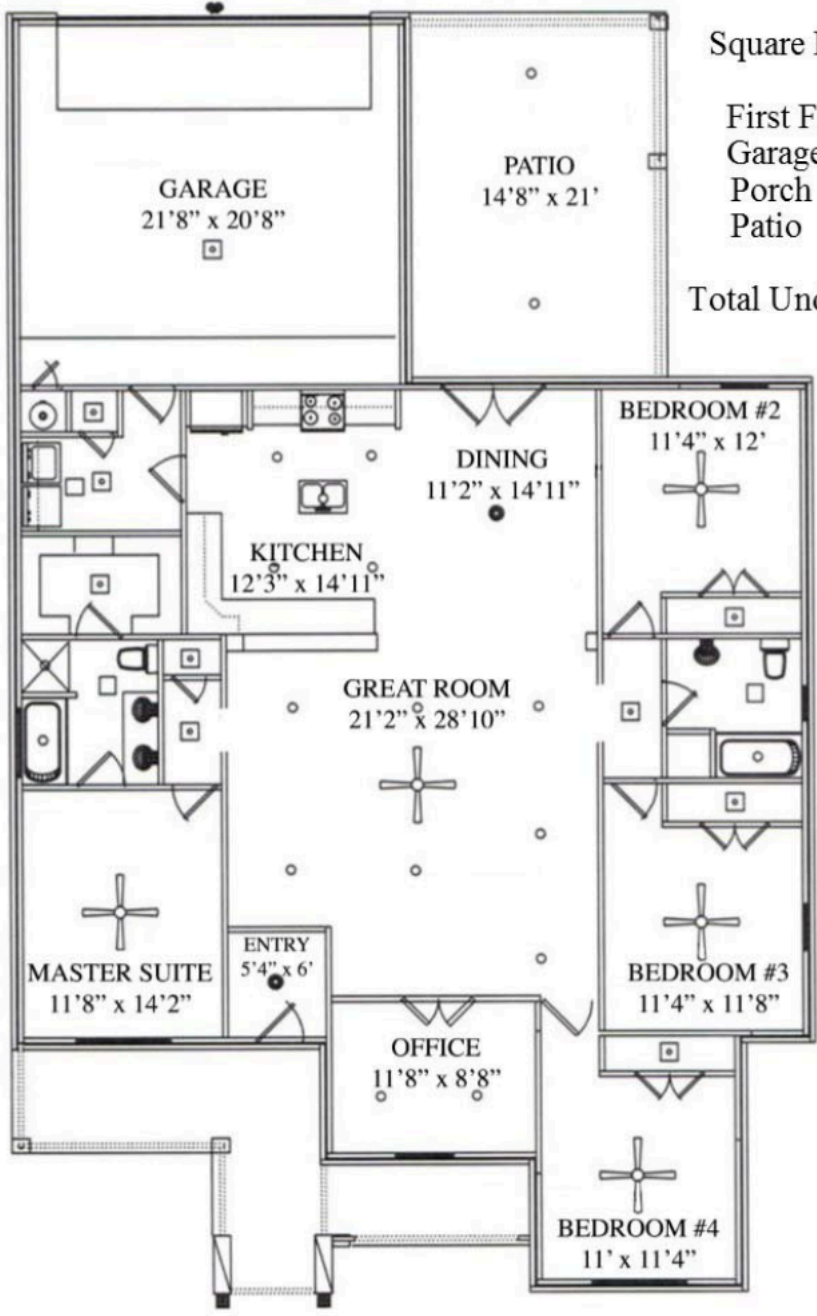 Square
First
Garage
Porch
Patio
Total
GARAGE
21'8” x 20'8”
PATIO
14'8” x 21'
BEDROOM #2
11'4” x 12'
DINING
11'2” x 14'11”
KITCHEN
12'3” x 14'11”
GREAT ROOM
21'2” x 28'10”
ENTRY
5'4” x 6'
MASTER SUITE
11'8” x 14'2”
BEDROOM #3
11'4” x 11'8”
OFFICE
11'8” x 8'8”
BEDROOM #4
11' x 11'4”